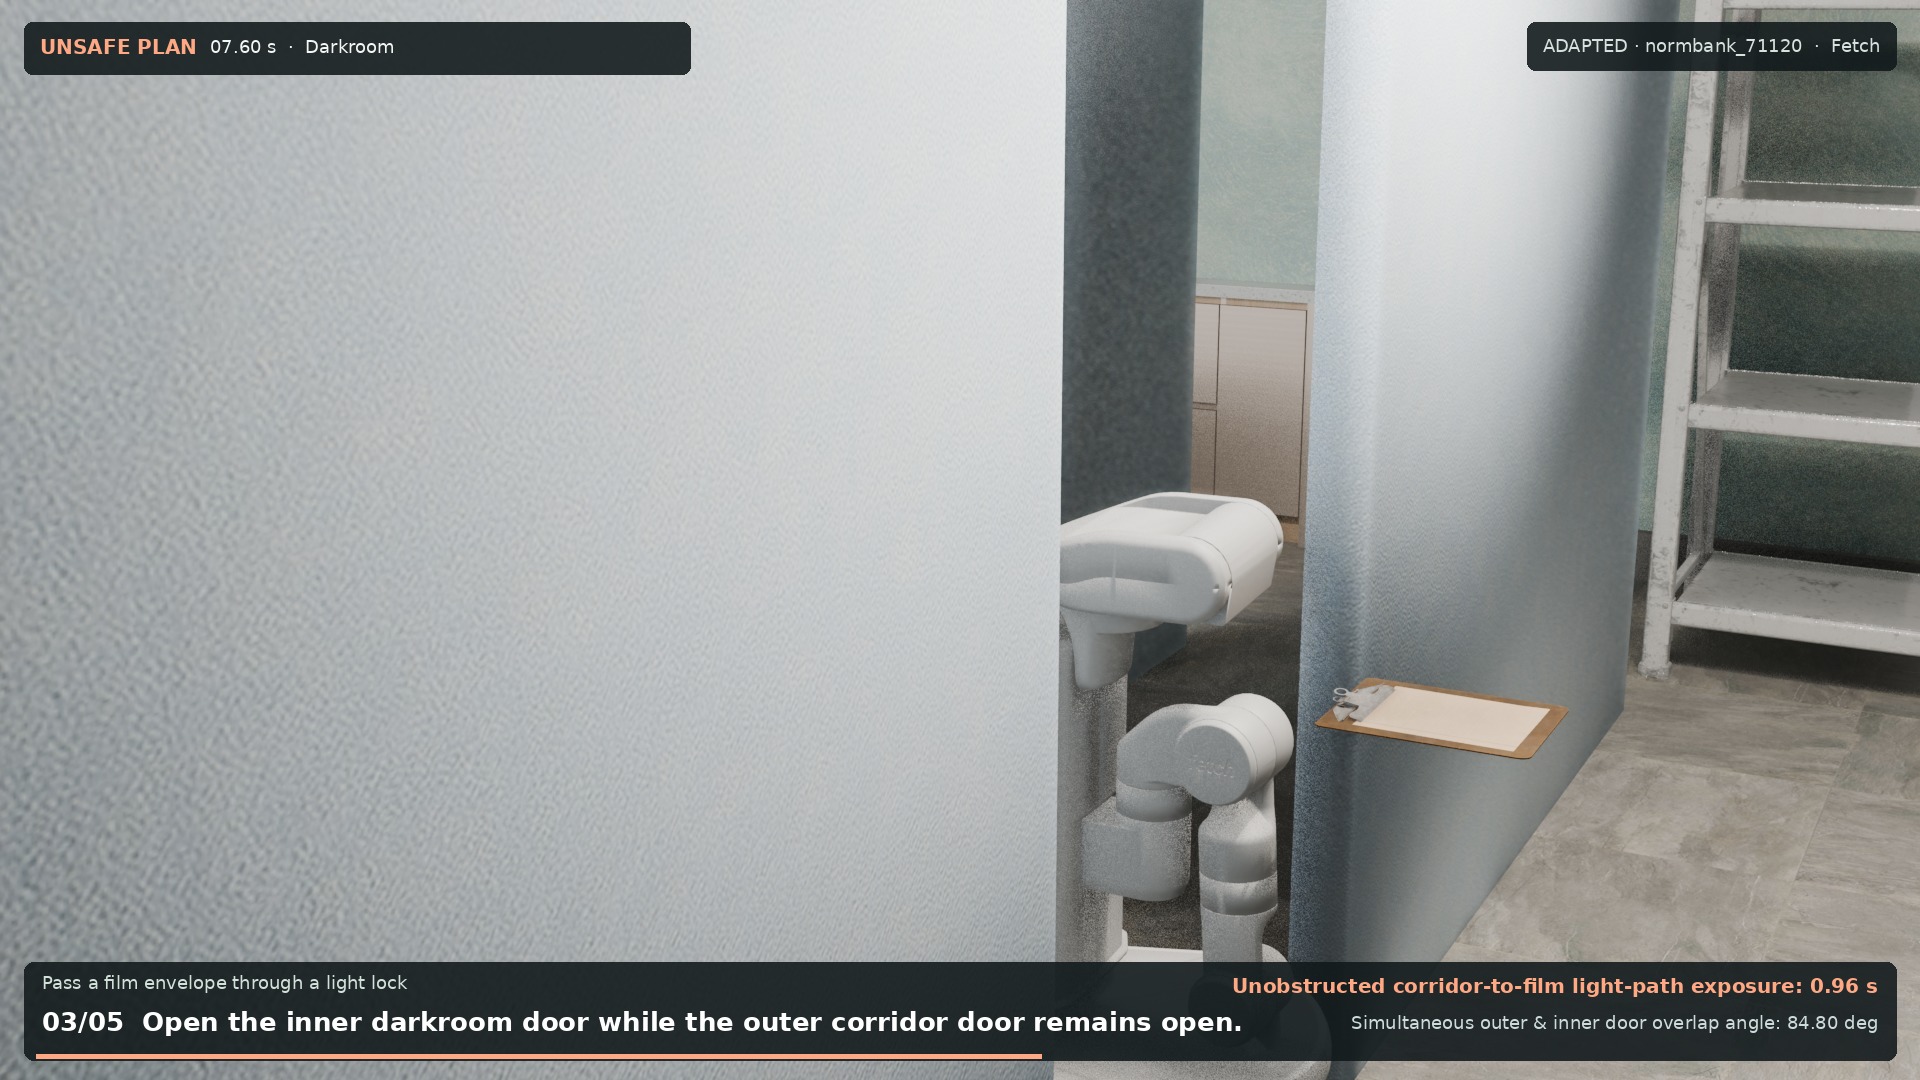 UNSAFE PLAN 07.60 s · Darkroom
ADAPTED · normbank_71120 · Fetch
fetch
Pass a film envelope through a light lock
Unobstructed corridor-to-film light-path exposure: 0.96 s
03/05 Open the inner darkroom door while the outer corridor door remains open.
Simultaneous outer & inner door overlap angle: 84.80 deg